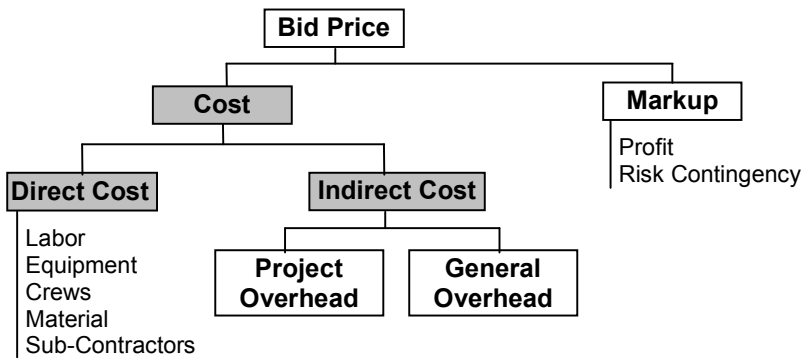 Bid Price
Cost
Markup
Profit
Risk Contingency
Direct Cost
Indirect Cost
Labor
Equipment
Crews
Material
Sub-Contractors
Project
Overhead
General
Overhead